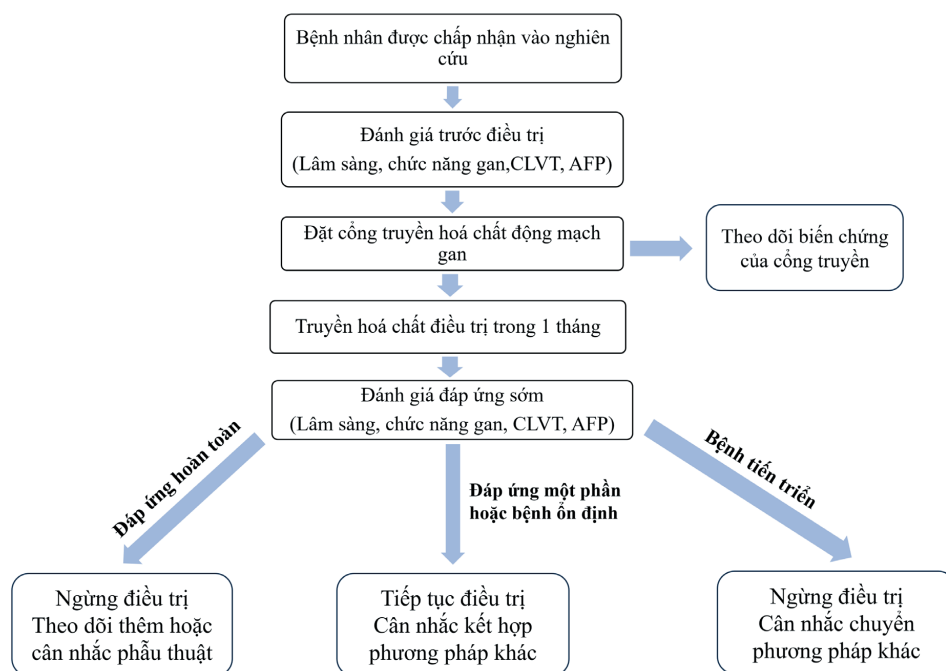 Bệnh nhân được chấp nhận vào nghiên
cứu
Đánh giá trước điều trị
(Lâm sàng, chức năng gan,CLVT, AFP)
Đặt cổng truyền hoá chất động mạch
gan
Theo dõi biến chứng
của cổng truyền
Truyền hoá chất điều trị trong 1 tháng
Đánh giá đáp ứng sớm
(Lâm sàng, chức năng gan, CLVT, AFP)
Đáp ứng hoàn toàn
Đáp ứng một phần
hoặc bệnh ổn định
Bệnh tiến triển
Ngừng điều trị
Theo dõi thêm hoặc
cân nhắc phẫu thuật
Tiếp tục điều trị
Cân nhắc kết hợp
phương pháp khác
Ngừng điều trị
Cân nhắc chuyển
phương pháp khác